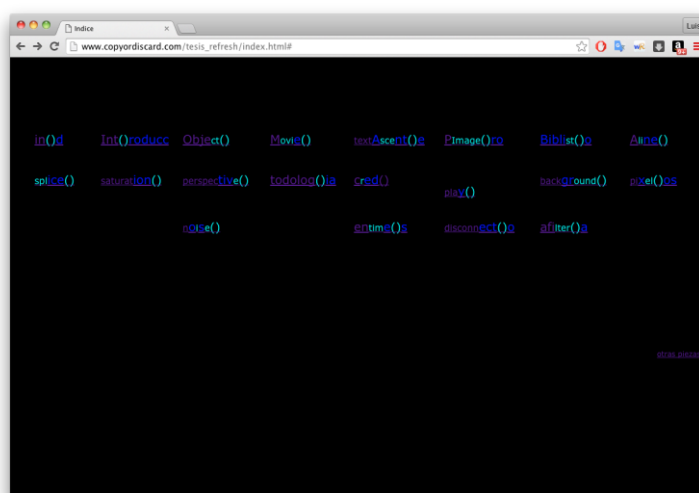 Indice
Luis
www.copyordiscard.com/tesis_refresh/index.html#
in()d Int()roducc Object() Movie() textAscent()e PImage()ro Biblist()o Aline()
splice() saturation() perspective() todolog()ia cred() play() background() pixel()os
noise() entime()s disconnect()o afilter()a